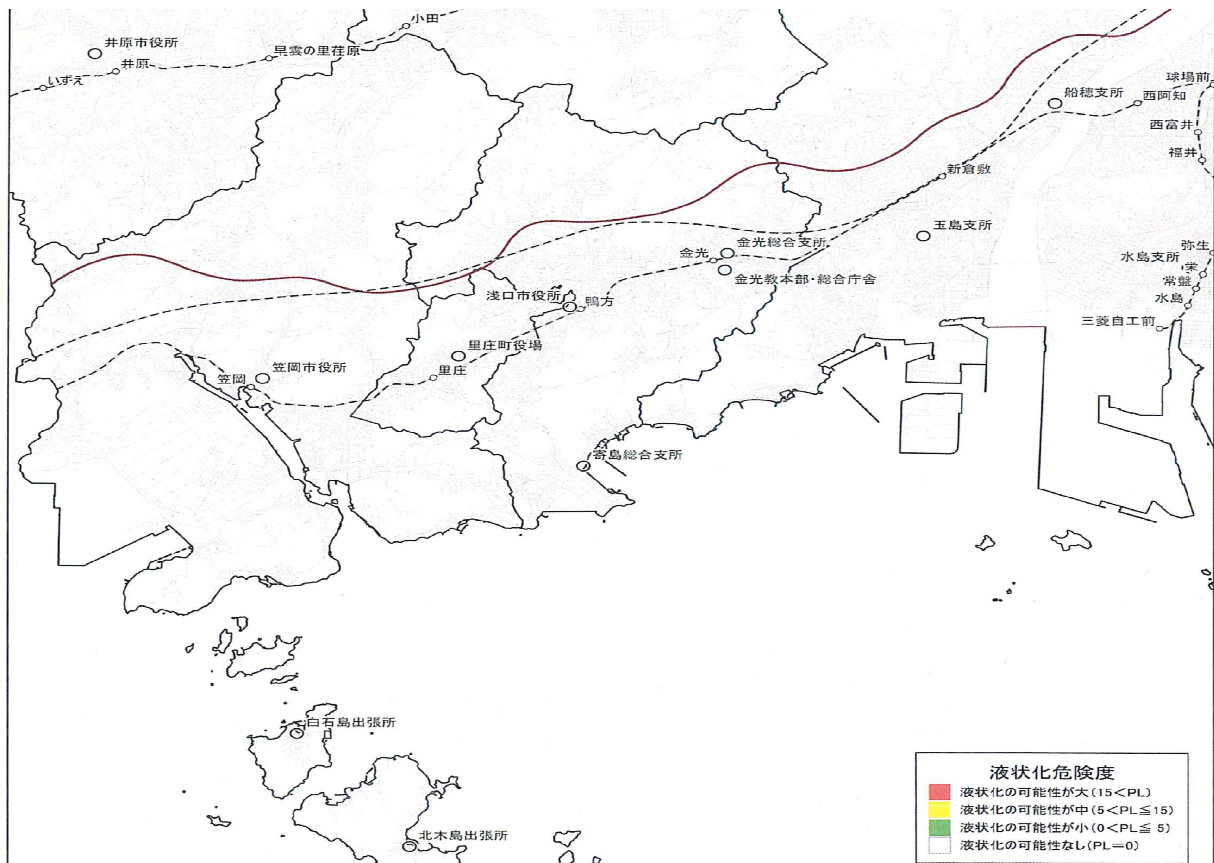 小田
井原市役所
早雲の里荏原
井原
いずえ
球場前
船穂支所
西阿知
西富井
福井
新倉敷
玉島支所
弥生
水島支所
栄
常盤
水島
三菱自工前
金光総合支所
金光
金光教本部・総合庁舎
浅口市役所
鴨方
里庄町役場
里庄
笠岡市役所
笠岡
寄島総合支所
白石島出張所
北木島出張所
液状化危険度
液状化の可能性が大(15<PL)
液状化の可能性が中(5<PL≦15)
液状化の可能性が小(0<PL≦ 5)
液状化の可能性なし(PL=0)